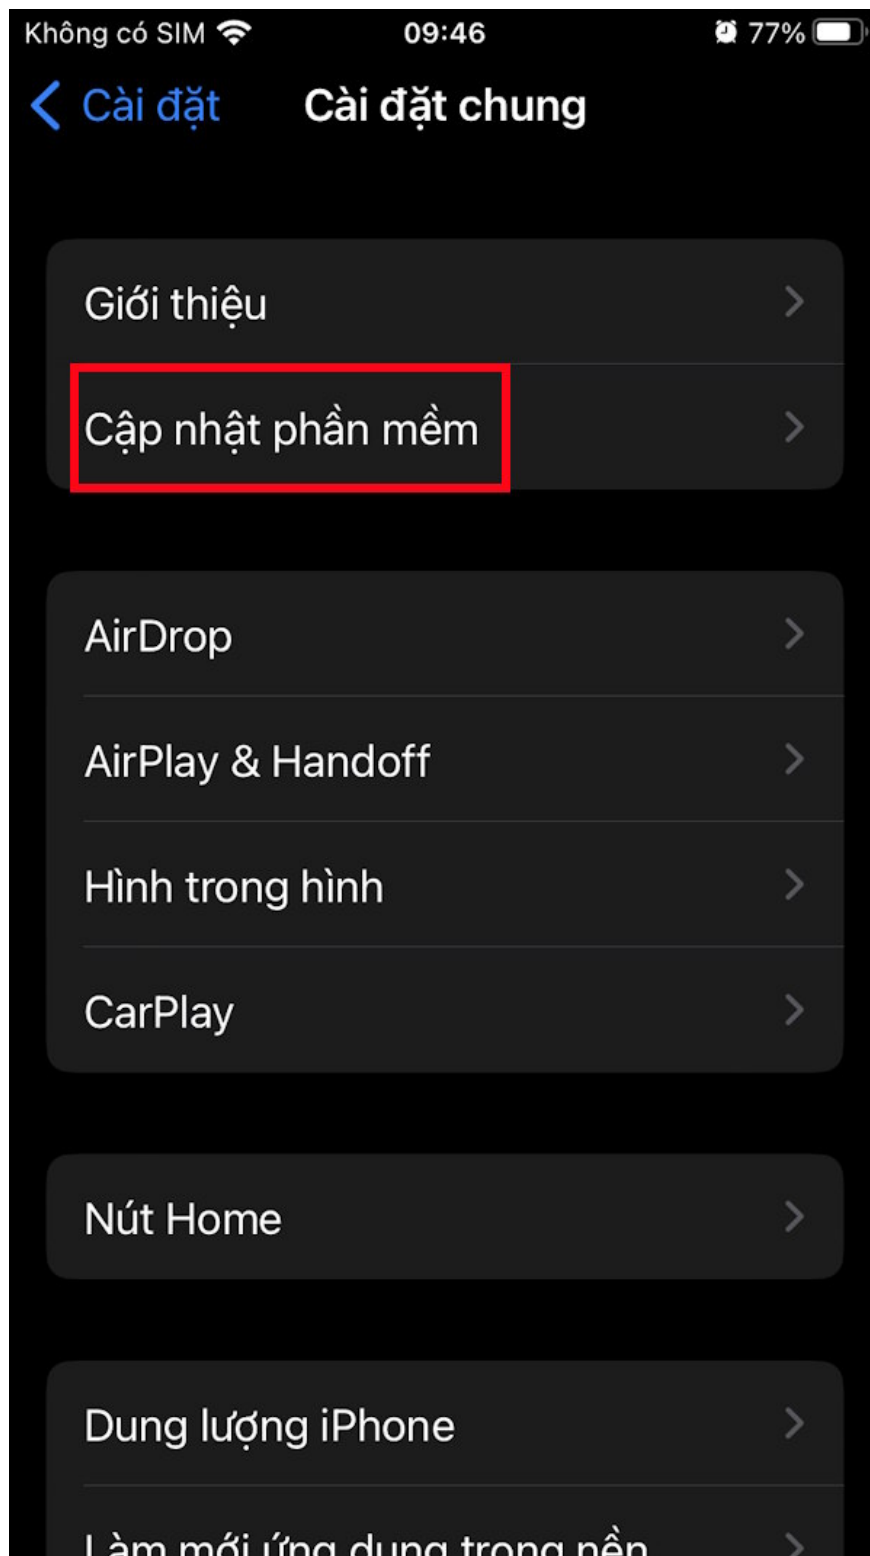 Không có SIM 09:46 77%
Cài đặt Cài đặt chung
Giới thiệu
Cập nhật phần mềm
AirDrop
AirPlay & Handoff
Hình trong hình
CarPlay
Nút Home
Dung lượng iPhone
Làm mới ứng dụng trong nền